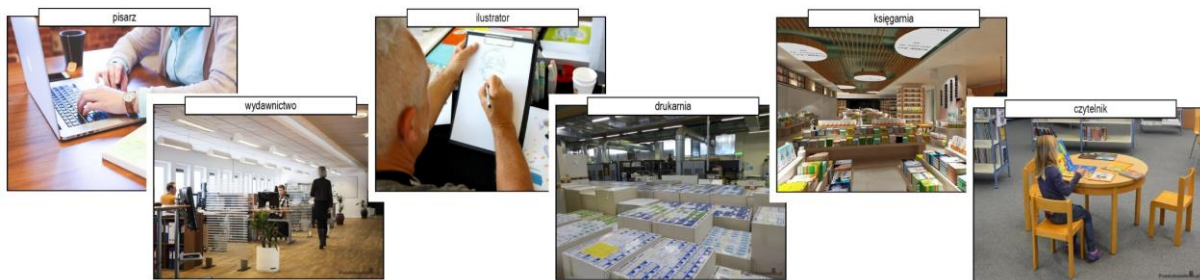 pisarz
wydawnictwo
ilustrator
drukarnia
księgarnia
czytelnik